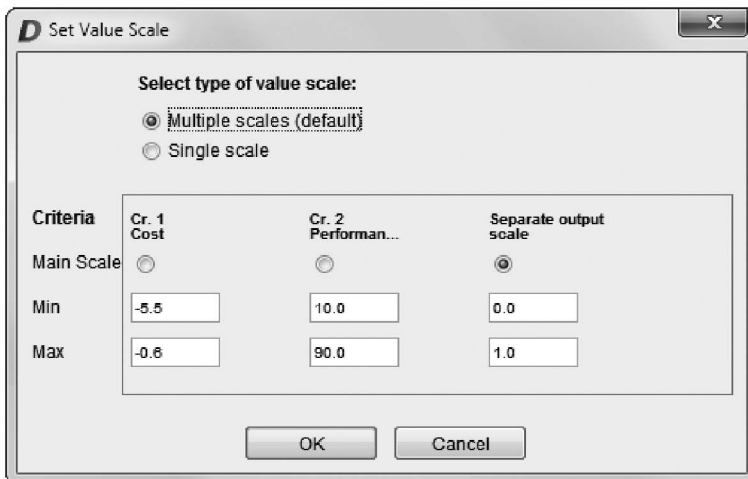 D Set Value Scale
x
Select type of value scale:
Multiple scales (default)
Single scale
Criteria Cr. 1 Cost Cr. 2 Performan... Separate output scale
Main Scale
Min -5.5 10.0 0.0
Max -0.6 90.0 1.0
OK Cancel